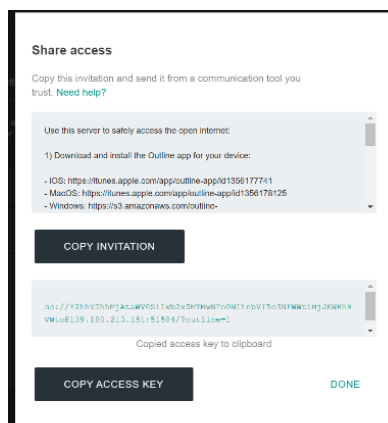 Share access
Copy this invitation and send it from a communication tool you
trust. Need help?
Use this server to safely access the open internet:
1) Download and install the Outline app for your device:
- iOS: https://itunes.apple.com/app/outline-app/id1356177741
- MacOS: https://itunes.apple.com/app/outline-app/id1356178125
- Windows: https://s3.amazonaws.com/outline-
COPY INVITATION
Copied access key to clipboard
COPY ACCESS KEY
DONE